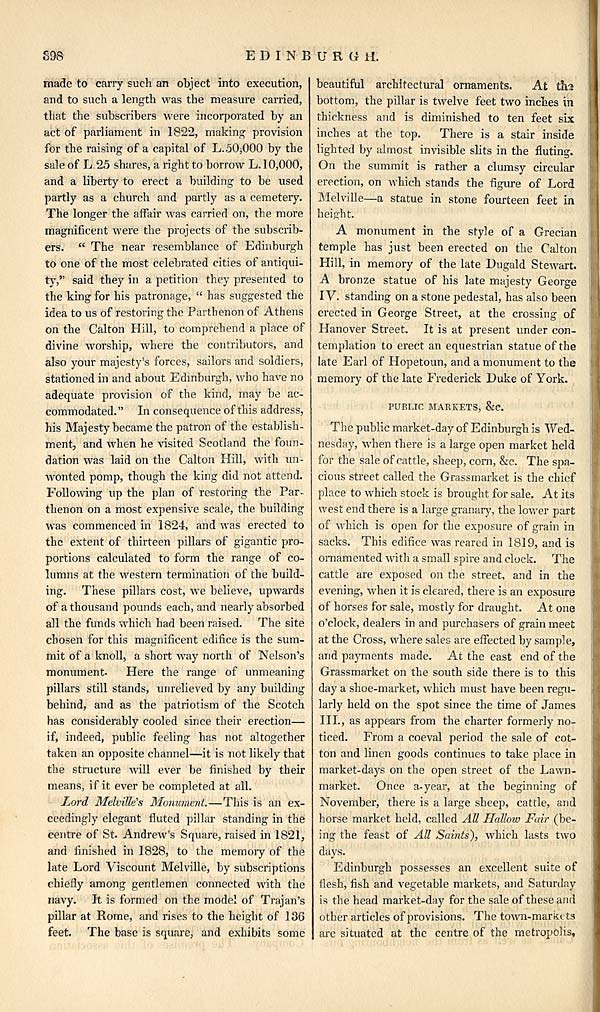 398
EDINBURGH.
made to carry such an object into execution,
and to such a length was the measure carried,
that the subscribers were incorporated by an
act of parliament in 1822, making provision
for the raising of a capital of L.50,000 by the
sale of L.25 shares, a right to borrow L.10,000,
and a liberty to erect a building to be used
partly as a church and partly as a cemetery.
The longer the affair was carried on, the more
magnificent were the projects of the subscrib-
ers. “ The near resemblance of Edinburgh
to one of the most celebrated cities of antiqui-
ty,” said they in a petition they presented to
the king for his patronage, “ has suggested the
idea to us of restoring the Parthenon of Athens
on the Calton Hill, to comprehend a place of
divine worship, where the contributors, and
also your majesty's forces, sailors and soldiers,
stationed in and about Edinburgh, who have no
adequate provision of the kind, may be ac-
commodated.” In consequence of this address,
his Majesty became the patron of the establish-
ment, and when he visited Scotland the foun-
dation was laid on the Calton Hill, with un-
wonted pomp, though the king did not attend.
Following up the plan of restoring the Par-
thenon on a most expensive scale, the building
was commenced in 1824, and was erected to
the extent of thirteen pillars of gigantic pro-
portions calculated to form the range of co-
lumns at the western termination of the build-
ing. These pillars cost, we believe, upwards
of a thousand pounds each, and nearly absorbed
all the funds which had been raised. The site
chosen for this magnificent edifice is the sum-
mit of a knoll, a short way north of Nelson's
monument. Here the range of unmeaning
pillars still stands, unrelieved by any building
behind, and as the patriotism of the Scotch
has considerably cooled since their erection—
if, indeed, public feeling has not altogether
taken an opposite channel—it is not likely that
the structure will ever be finished by their
means, if it ever be completed at all.
Lord Melville's Monument.—This is an ex-
ceedingly elegant fluted pillar standing in the
centre of St. Andrew's Square, raised in 1821,
and finished in 1828, to the memory of the
late Lord Viscount Melville, by subscriptions
chiefly among gentlemen connected with the
navy. It is formed on the model of Trajan's
pillar at Rome, and rises to the height of 136
feet. The base is square, and exhibits some
beautiful architectural ornaments. At the
bottom, the pillar is twelve feet two inches in
thickness and is diminished to ten feet six
inches at the top. There is a stair inside
lighted by almost invisible slits in the fluting.
On the summit is rather a clumsy circular
erection, on which stands the figure of Lord
Melville—a statue in stone fourteen feet in
height.
A monument in the style of a Grecian
temple has just been erected on the Calton
Hill, in memory of the late Dugald Stewart.
A bronze statue of his late majesty George
IV. standing on a stone pedestal, has also been
erected in George Street, at the crossing of
Hanover Street. It is at present under con-
templation to erect an equestrian statue of the
late Earl of Hopetoun, and a monument to the
memory of the late Frederick Duke of York.
PUBLIC MARKETS, &c.
The public market-day of Edinburgh is Wed-
nesday, when there is a large open market held
for the sale of cattle, sheep, corn, &c. The spa-
cious street called the Grassmarket is the chief
place to which stock is brought for sale. At its
west end there is a large granary, the lower part
of which is open for the exposure of grain in
sacks. This edifice was reared in 1819, and is
ornamented with a small spire and clock. The
cattle are exposed on the street, and in the
evening, when it is cleared, there is an exposure
of horses for sale, mostly for draught. At one
o'clock, dealers in and purchasers of grain meet
at the Cross, where sales are effected by sample,
and payments made. At the east end of the
Grassmarket on the south side there is to this
day a shoe-market, which must have been regu-
larly held on the spot since the time of James
III., as appears from the charter formerly no-
ticed. From a coeval period the sale of cot-
ton and linen goods continues to take place in
market-days on the open street of the Lawn-
market. Once a-year, at the beginning of
November, there is a large sheep, cattle, and
horse market held, called All Hallow Fair (be-
ing the feast of All Saints), which lasts two
days.
Edinburgh possesses an excellent suite of
flesh, fish and vegetable markets, and Saturday
is the head market-day for the sale of these and
other articles of provisions. The town-markets
are situated at the centre of the metropolis,